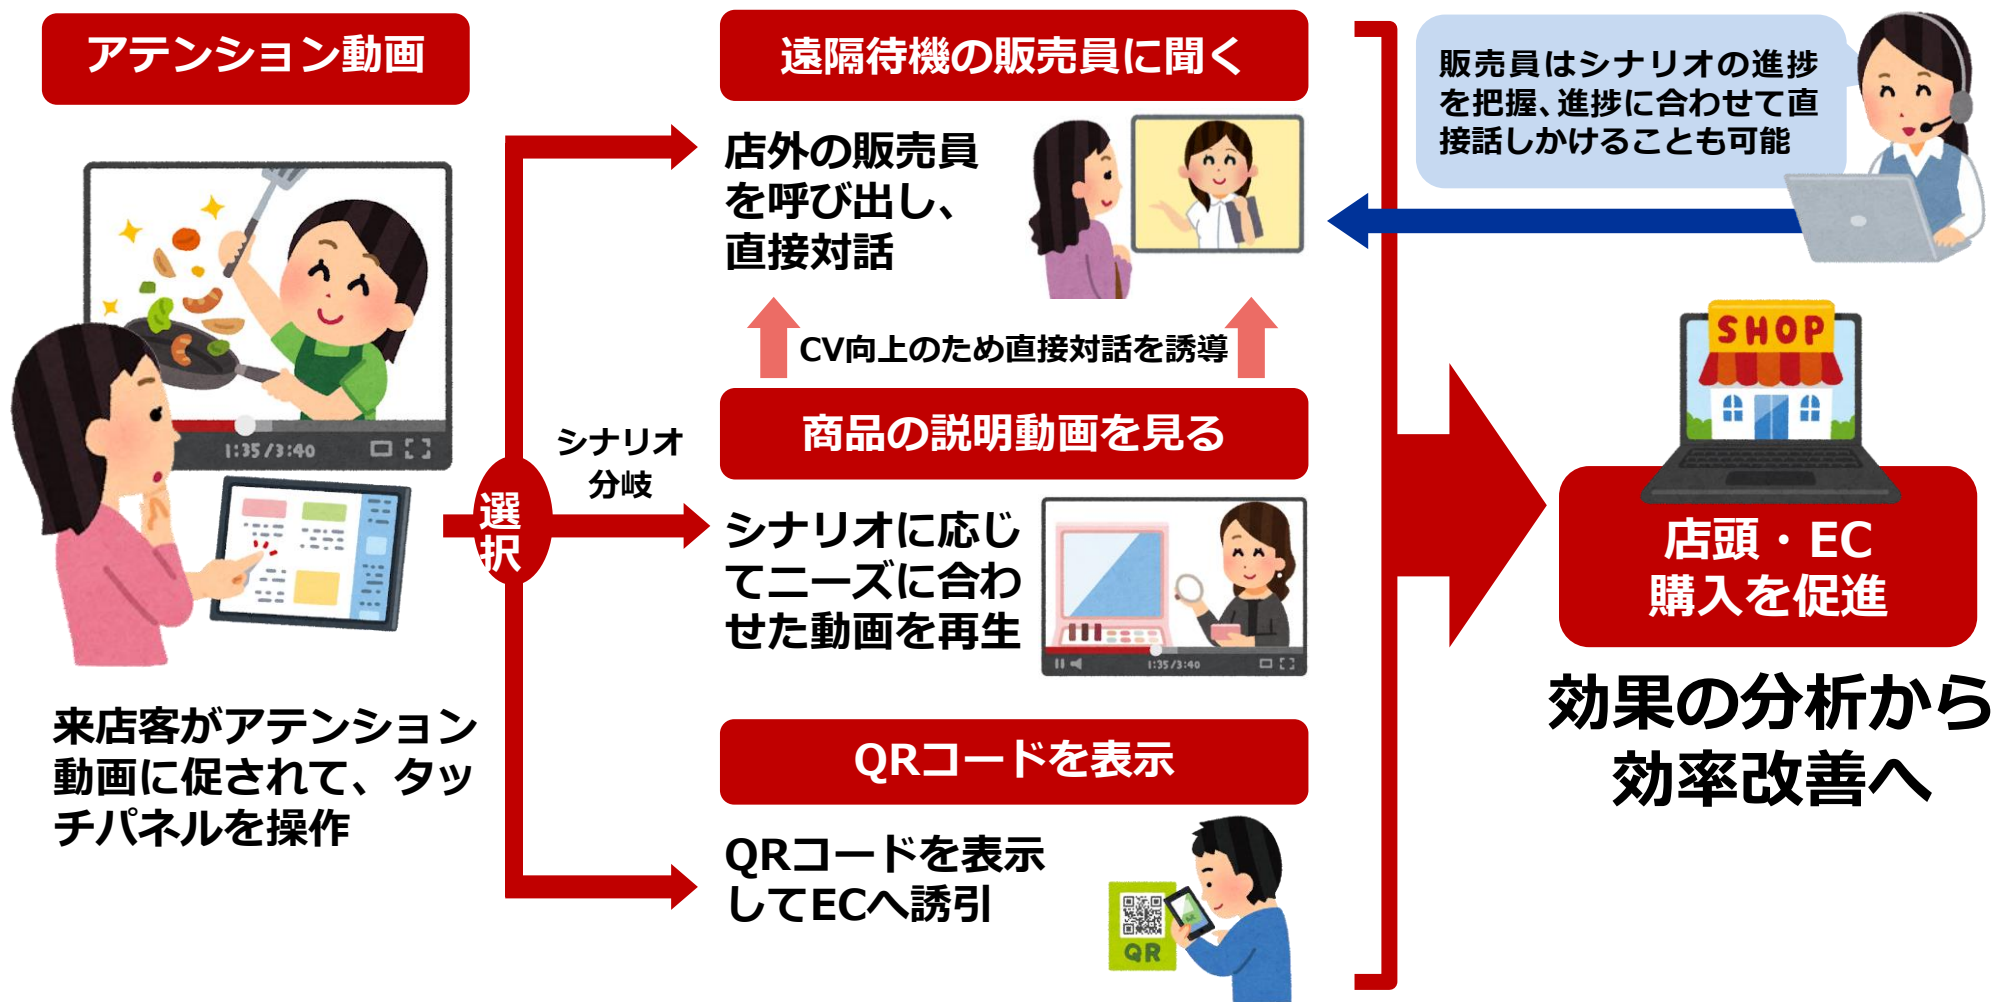 アテンション動画
1:35/3:40
来店客がアテンション
動画に促されて、タッ
チパネルを操作
選
択
シナリオ
分岐
遠隔待機の販売員に聞く
店外の販売員
を呼び出し、
直接対話
CV向上のため直接対話を誘導
商品の説明動画を見る
シナリオに応じ
てニーズに合わ
せた動画を再生
1:35/3:40
QRコードを表示
QRコードを表示
してECへ誘引
QR
販売員はシナリオの進捗
を把握、進捗に合わせて直
接話しかけることも可能
SHOP
店頭・EC
購入を促進
効果の分析から
効率改善へ